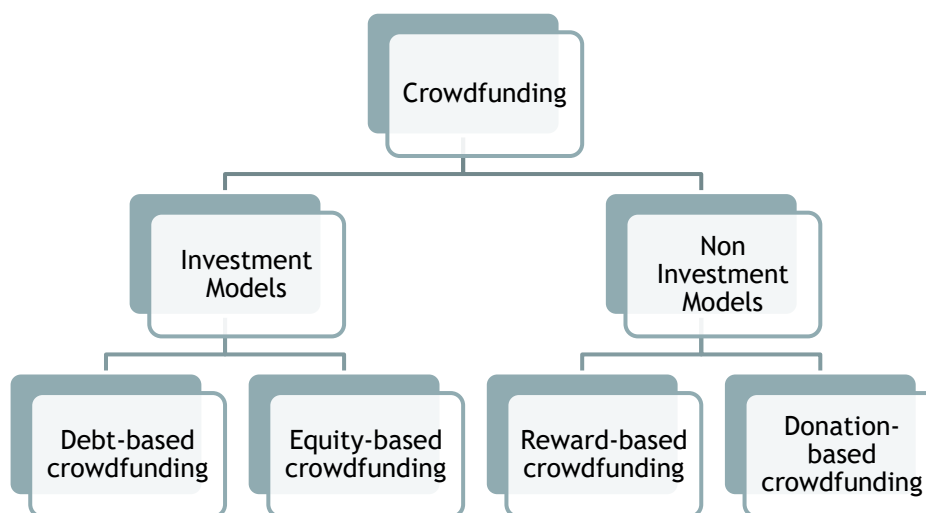 Crowdfunding
Investment
Models
Non
Investment
Models
Debt-based
crowdfunding
Equity-based
crowdfunding
Reward-based
crowdfunding
Donation-
based
crowdfunding